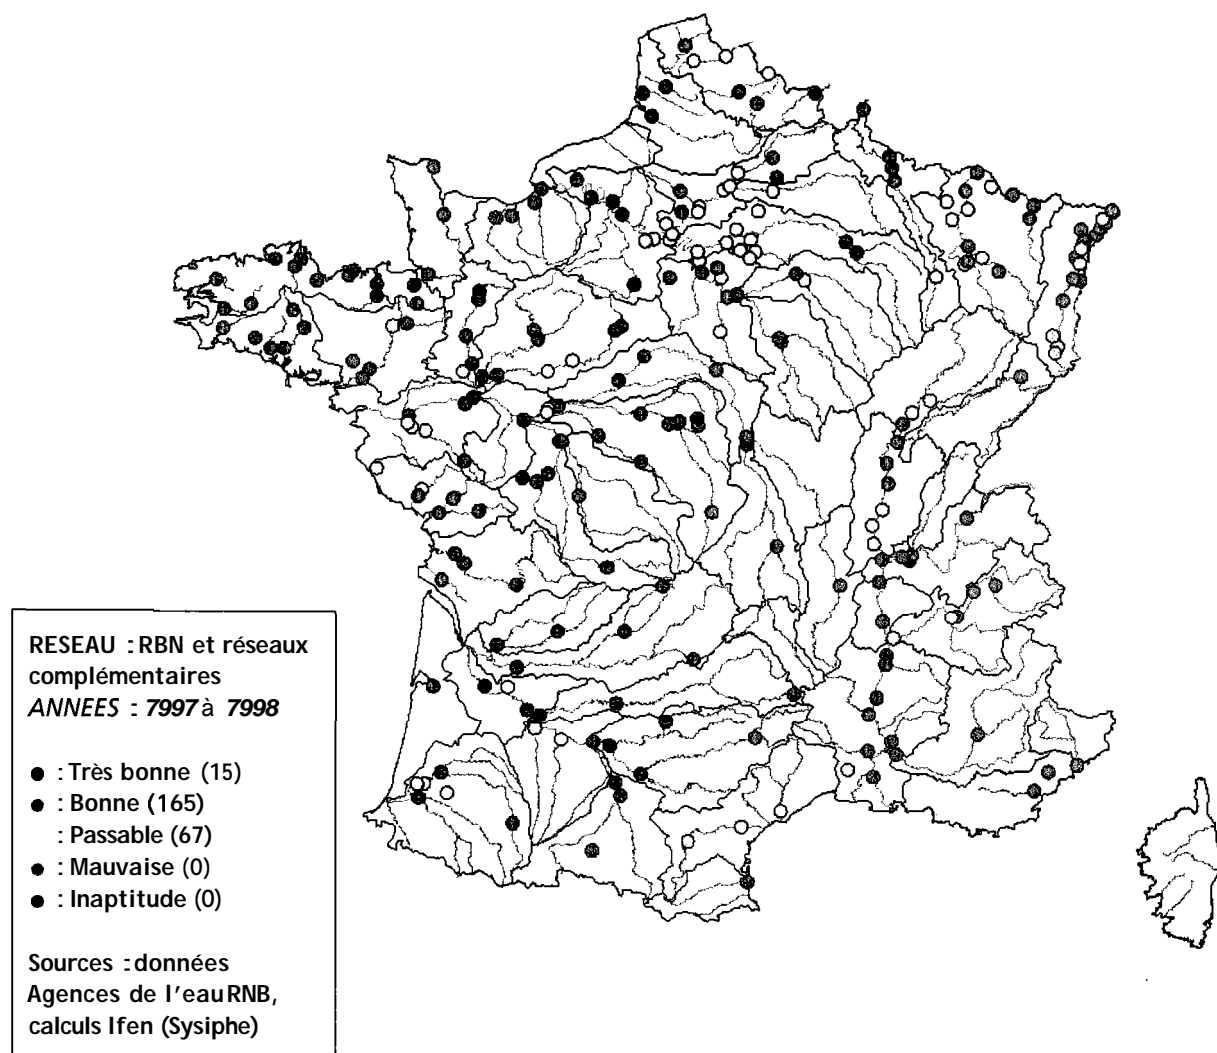 RESEAU : RBN et réseaux
complémentaires
ANNEES : 7997 à 7998
● : Très bonne (15)
● : Bonne (165)
: Passable (67)
● : Mauvaise (0)
● : Inaptitude (0)
Sources : données
Agences de l'eau RNB,
calculs Ifen (Sysiphe)